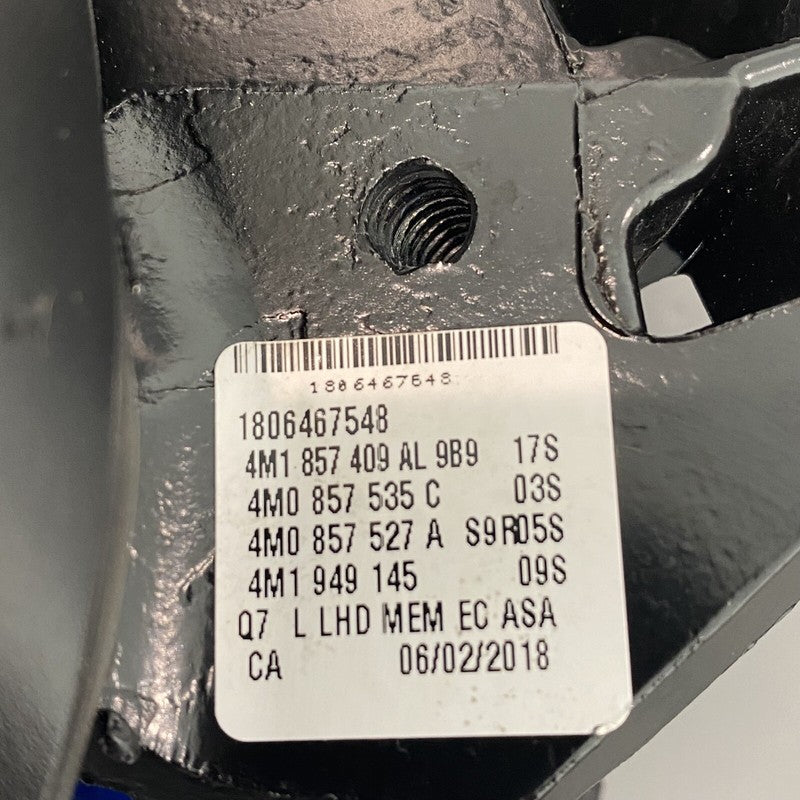 1806467548
1806467548
4M1 857 409 AL 9B9 17S
4M0 857 535 C 03S
4M0 857 527 A S9R05S
4M1 949 145 09S
Q7 L LHD MEM EC ASA
CA 06/02/2018